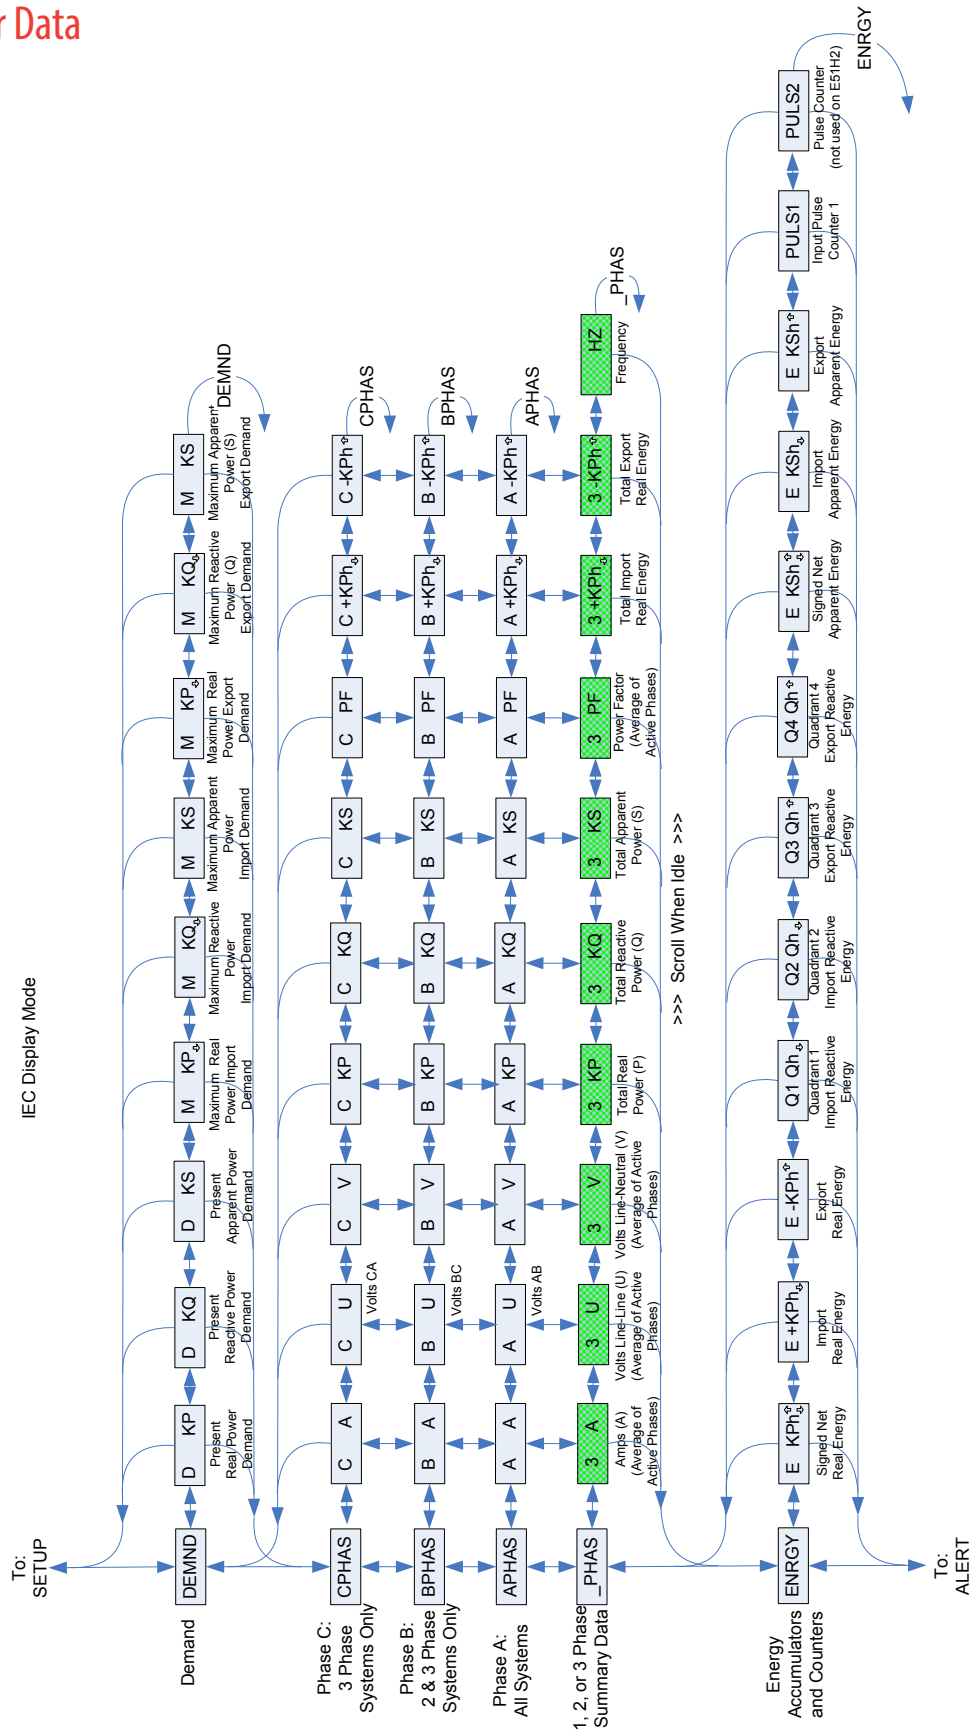 r Data
IEC Display Mode
To:
SETUP
Demand
DEMND
D KP
Present
Real Power
Demand
D KQ
Present
Reactive Power
Demand
D KS
Present
Apparent Power
Demand
M KP
Maximum Real
Power Import
Demand
M KQ
Maximum Reactive
Power
Import Demand
M KS
Maximum Apparent
Power
Import Demand
M KP
Maximum Real
Power Export
Demand
M KQ
Maximum Reactive
Power (Q)
Export Demand
M KS
Maximum Apparent
Power (S)
Export Demand
DEMND
Phase C:
3 Phase
Systems Only
CPHAS
C A
C U
Volts CA
C V
C KP
C KQ
C KS
C PF
C +KPh
C -KPh
CPHAS
Phase B:
2 & 3 Phase
Systems Only
BPHAS
B A
B U
Volts BC
B V
B KP
B KQ
B KS
B PF
B +KPh
B -KPh
BPHAS
Phase A:
All Systems
APHAS
A A
A U
Volts AB
A V
A KP
A KQ
A KS
A PF
A +KPh
A -KPh
APHAS
1, 2, or 3 Phase
Summary Data
_PHAS
3 A
Amps (A)
(Average of
Active Phases)
3 U
Volts Line-Line (U)
(Average of Active
Phases)
3 V
Volts Line-Neutral (V)
(Average of Active
Phases)
3 KP
Total Real
Power (P)
3 KQ
Total Reactive
Power (Q)
3 KS
Total Apparent
Power (S)
3 PF
Power Factor
(Average of
Active Phases)
3 +KPh
Total Import
Real Energy
3 -KPh
Total Export
Real Energy
HZ
Frequency
_PHAS
>>> Scroll When Idle >>>
Energy
Accumulators
and Counters
ENRGY
E KPh
Signed Net
Real Energy
E +KPh
Import
Real Energy
E -KPh
Export
Real Energy
Q1 Qh
Quadrant 1
Import Reactive
Energy
Q2 Qh
Quadrant 2
Import Reactive
Energy
Q3 Qh
Quadrant 3
Export Reactive
Energy
Q4 Qh
Quadrant 4
Export Reactive
Energy
E KSh
Signed Net
Apparent Energy
E KSh
Import
Apparent Energy
E KSh
Export
Apparent Energy
PULS1
Input Pulse
Counter 1
PULS2
Pulse Counter
(not used on E51H2)
ENRGY
To:
ALERT